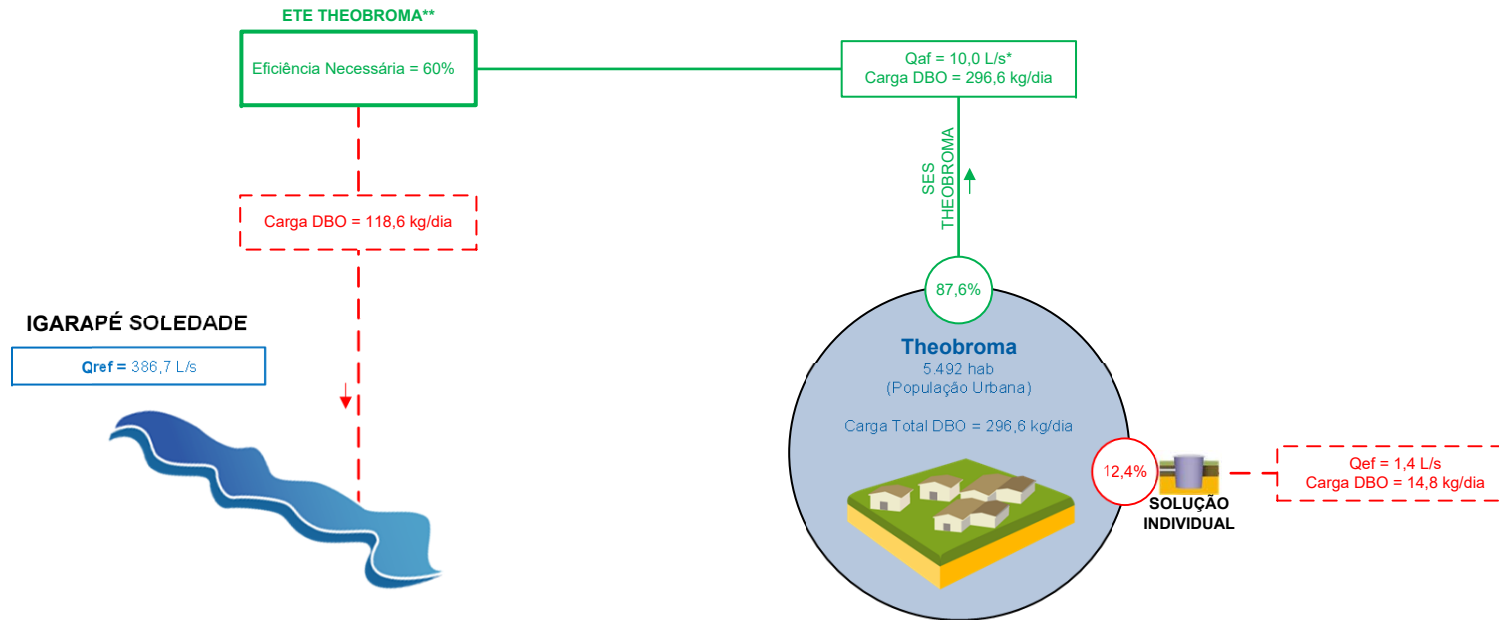 ETE THEOBROMA**
Eficiência Necessária = 60%
Qaf = 10,0 L/s*
Carga DBO = 296,6 kg/dia
SES
THEOBROMA
Carga DBO = 118,6 kg/dia
87,6%
IGARAPÉ SOLEDADE
Qref = 386,7 L/s
Theobroma
5.492 hab
(População Urbana)
Carga Total DBO = 296,6 kg/dia
12,4%
SOLUÇÃO
INDIVIDUAL
Qef = 1,4 L/s
Carga DBO = 14,8 kg/dia